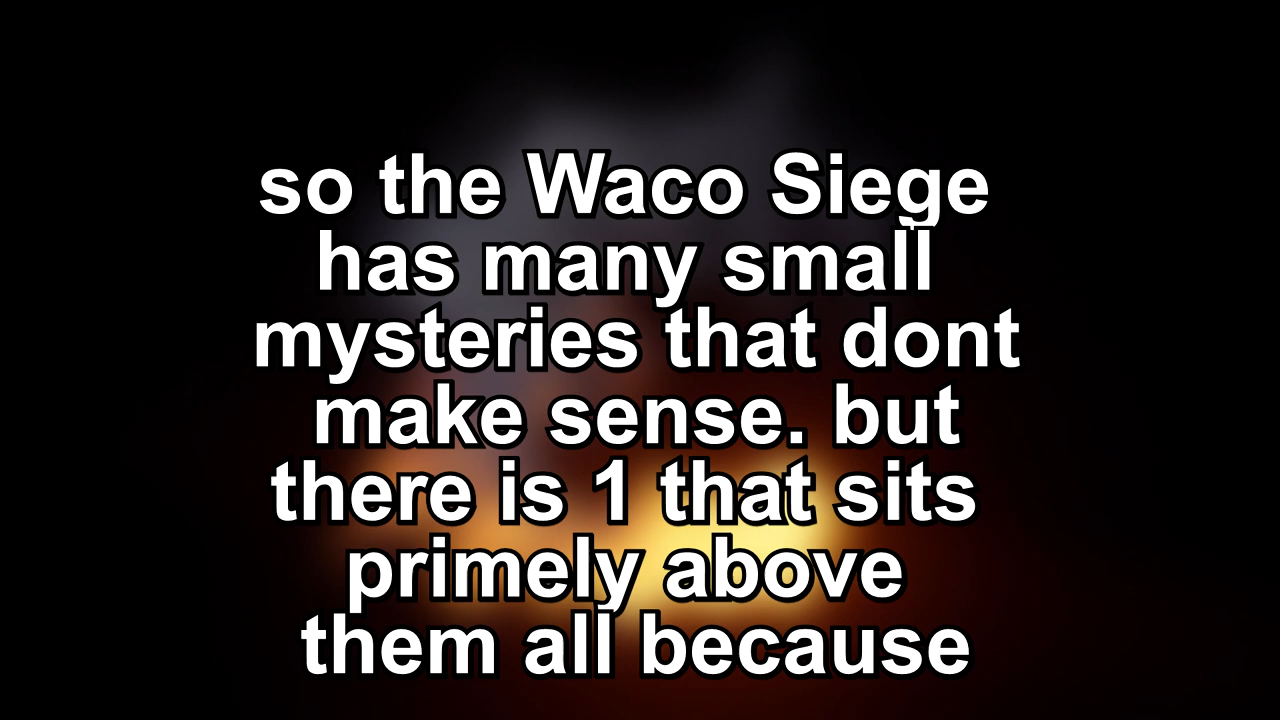 so the Waco Siege
has many small
mysteries that dont
make sense. but
there is 1 that sits
primely above
them all because